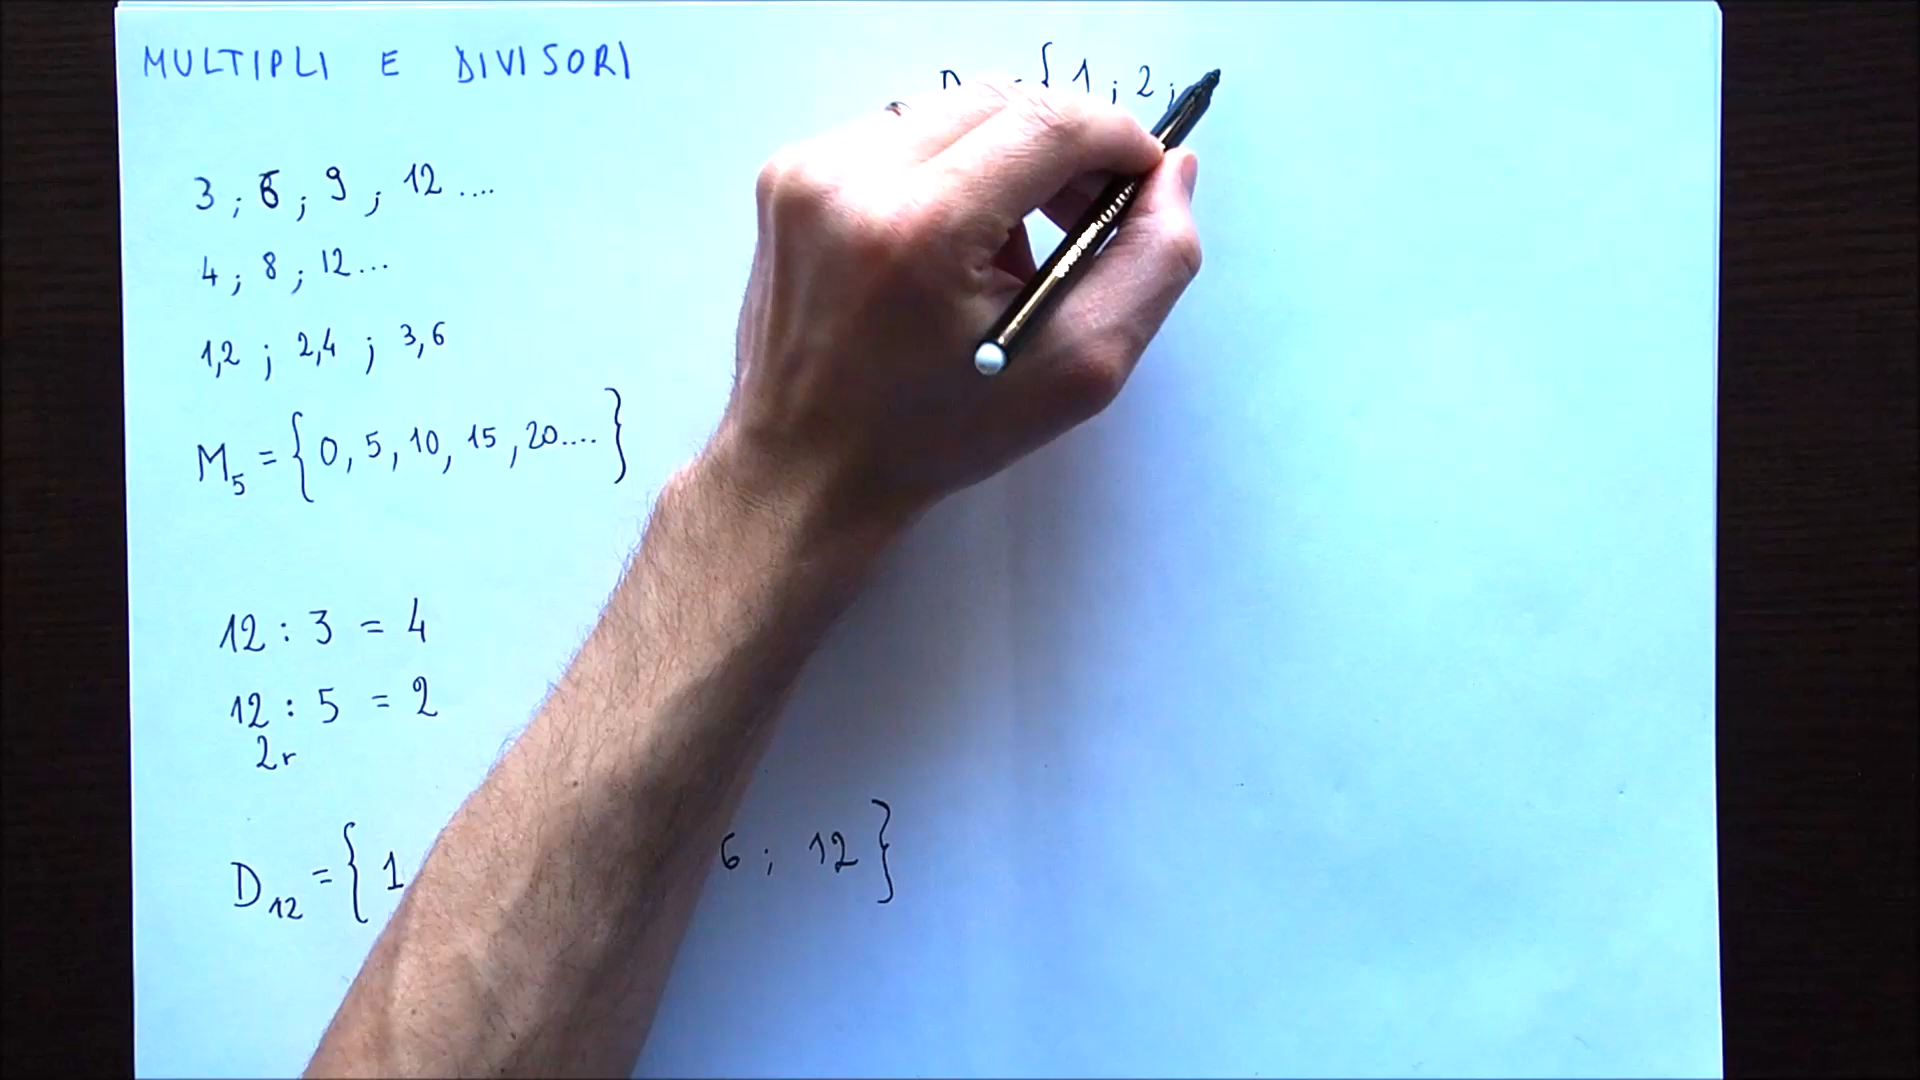 MULTIPLI E DIVISORI
3 ; 6 ; 9 ; 12 ....
4 ; 8 ; 12 ...
1,2 ; 2,4 ; 3,6
M5 = { 0, 5, 10, 15, 20.... }
12 : 3 = 4
12 : 5 = 2
2r
D12 = { 1 6 ; 12 }
{ 1 ; 2 ;